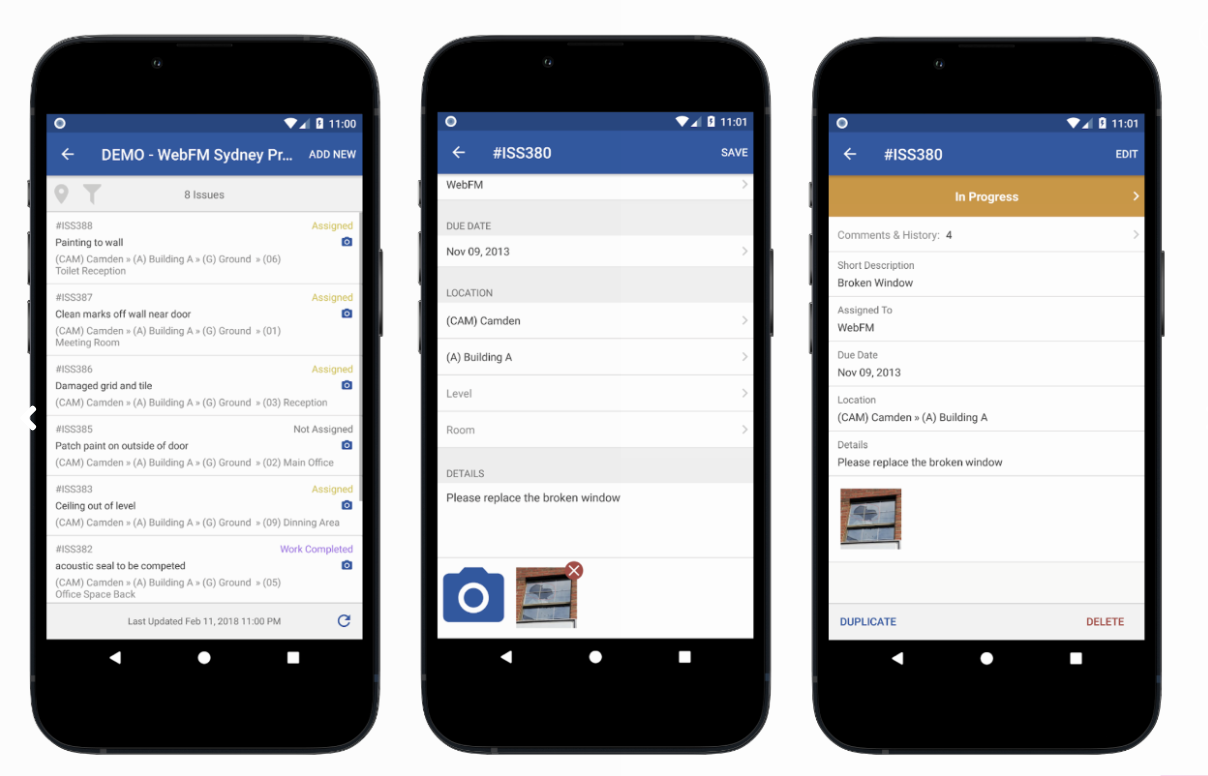 11:00
DEMO - WebFM Sydney Pr...
ADD NEW
8 Issues
#ISS388
Assigned
Painting to wall
(CAM) Camden » (A) Building A » (G) Ground » (06)
Toilet Reception
#ISS387
Assigned
Clean marks off wall near door
(CAM) Camden » (A) Building A » (G) Ground » (01)
Meeting Room
#ISS386
Assigned
Damaged grid and tile
(CAM) Camden » (A) Building A » (G) Ground » (03) Reception
#ISS385
Not Assigned
Patch paint on outside of door
(CAM) Camden » (A) Building A » (G) Ground » (02) Main Office
#ISS383
Assigned
Ceiling out of level
(CAM) Camden » (A) Building A » (G) Ground » (09) Dinning Area
#ISS382
Work Completed
acoustic seal to be competed
(CAM) Camden » (A) Building A » (G) Ground » (05)
Office Space Back
Last Updated Feb 11, 2018 11:00 PM
11:01
#ISS380
SAVE
WebFM
DUE DATE
Nov 09, 2013
LOCATION
(CAM) Camden
(A) Building A
Level
Room
DETAILS
Please replace the broken window
11:01
#ISS380
EDIT
In Progress
Comments & History: 4
Short Description
Broken Window
Assigned To
WebFM
Due Date
Nov 09, 2013
Location
(CAM) Camden » (A) Building A
Details
Please replace the broken window
DUPLICATE
DELETE